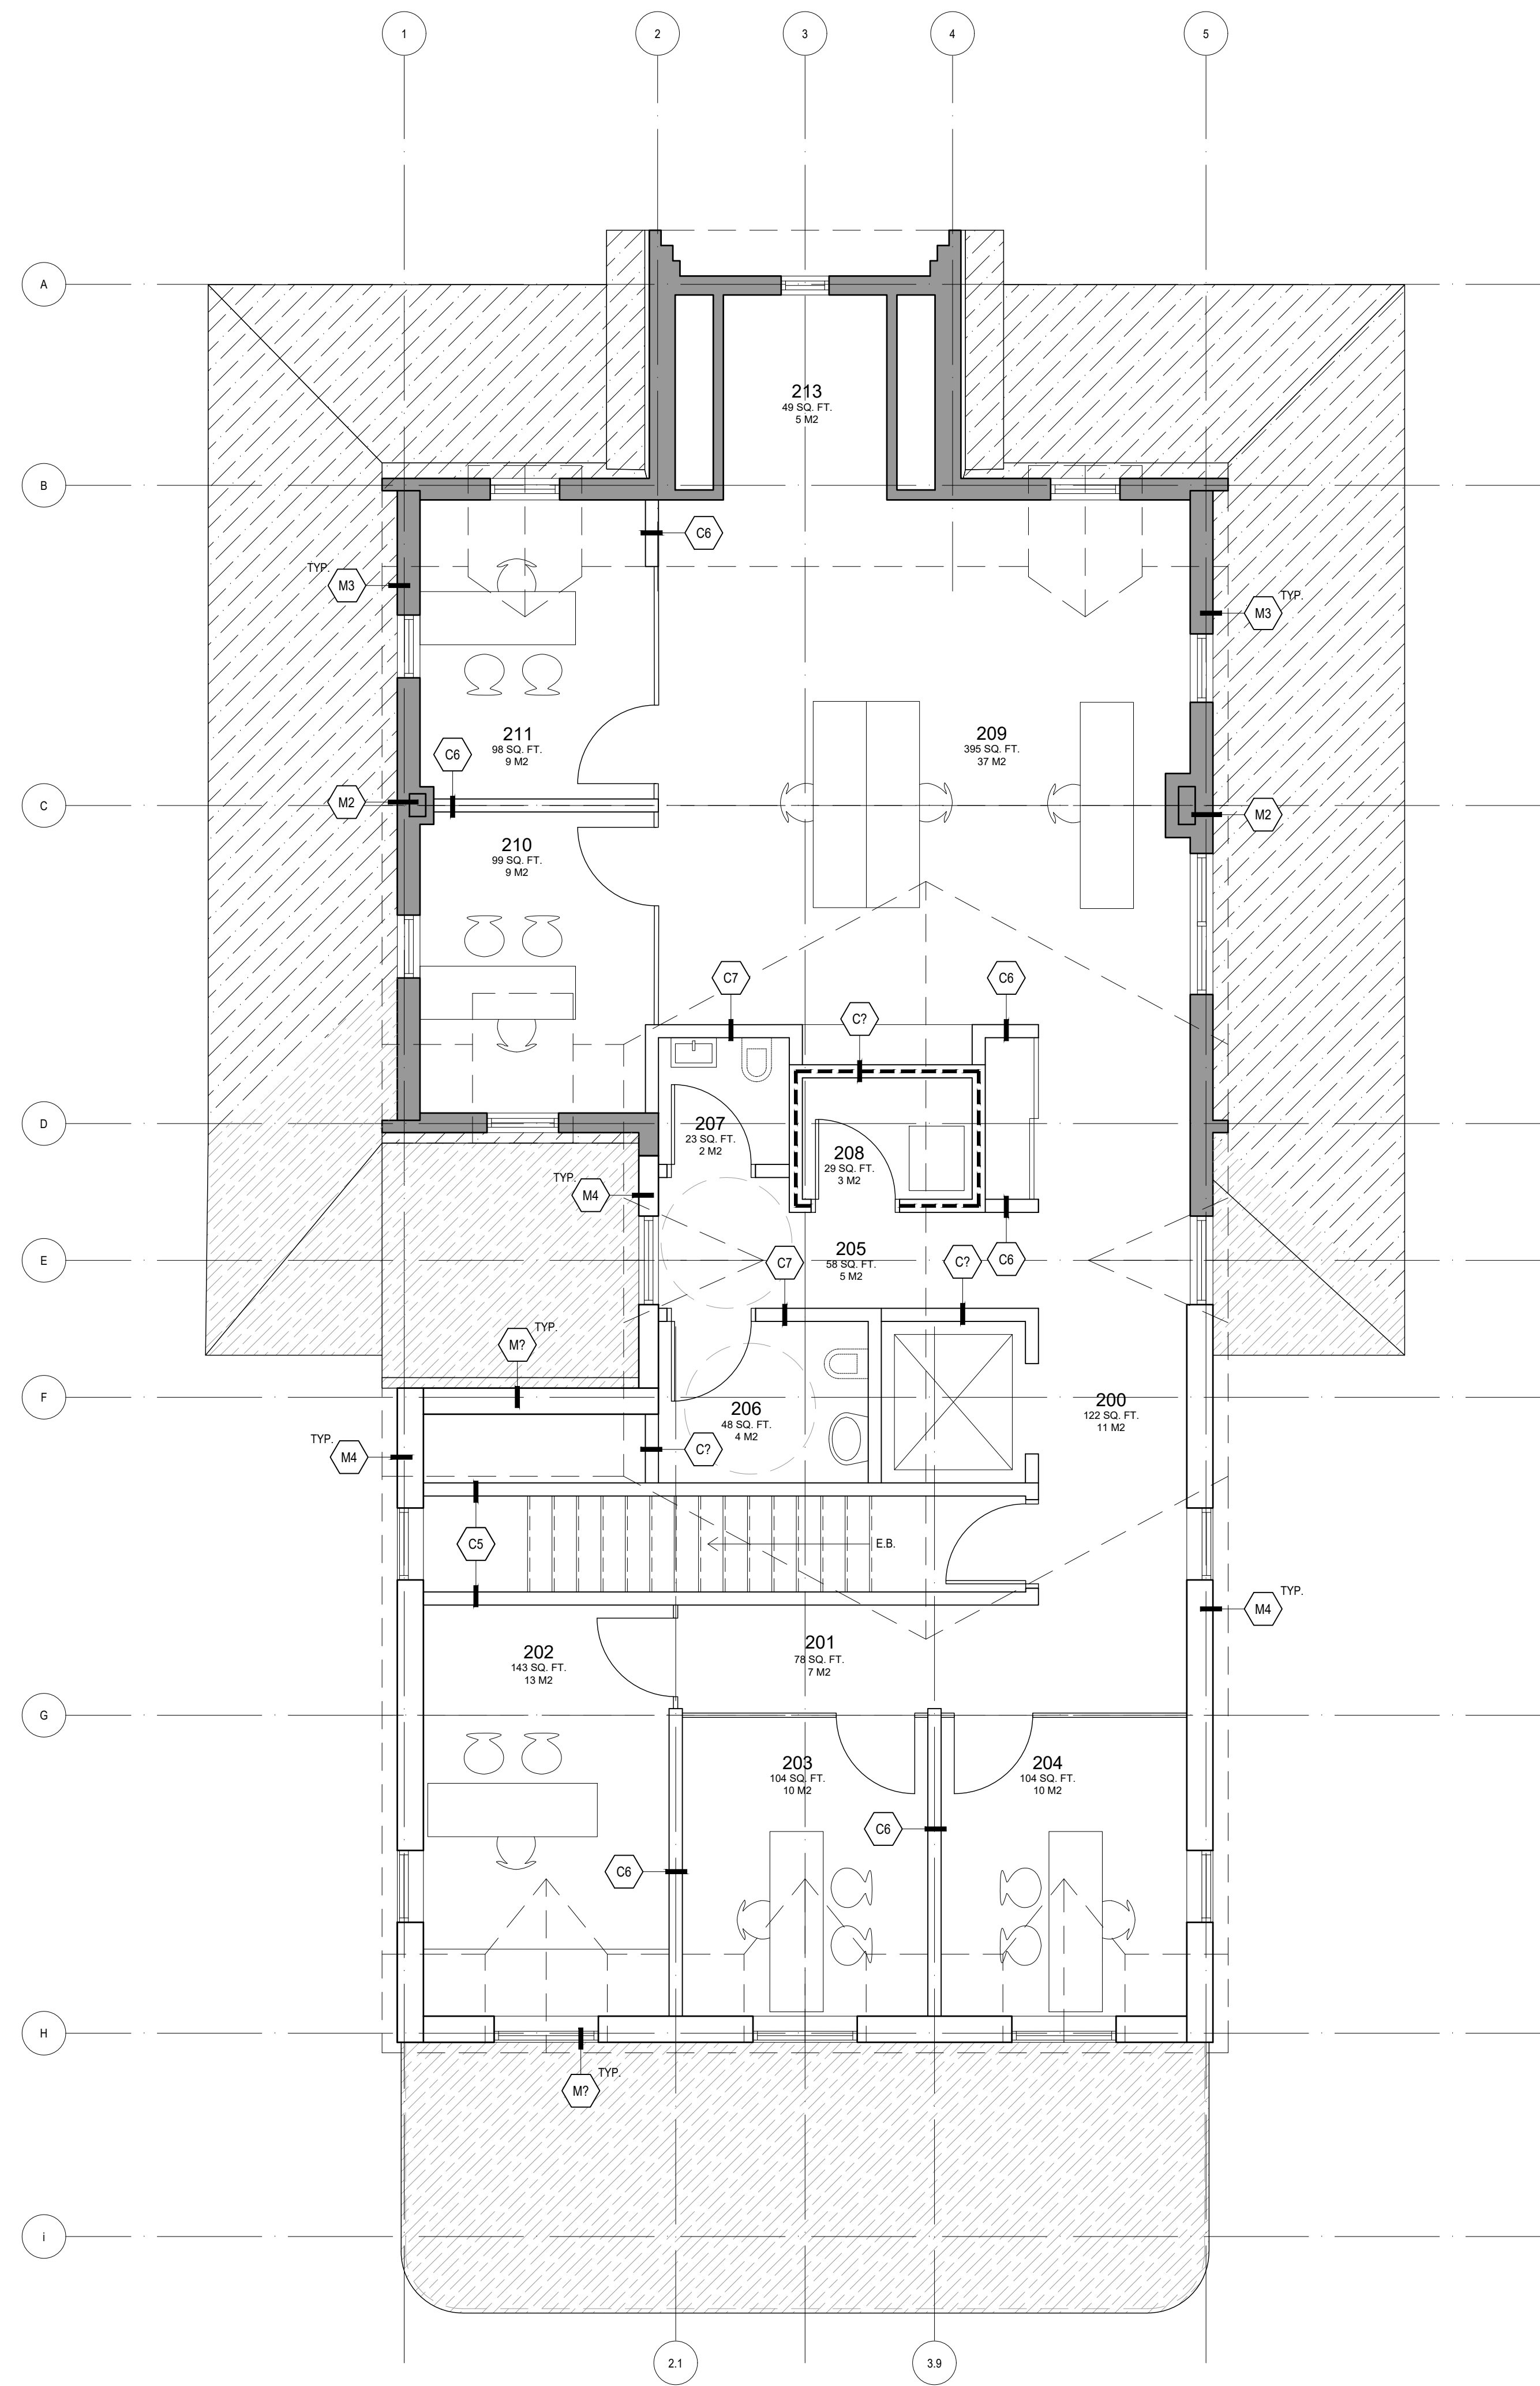 1
2
3
4
5
A
213
49 SQ. FT.
5 M2
B
C6
TYP.
M3
M3
TYP.
211
98 SQ. FT.
9 M2
209
395 SQ. FT.
37 M2
C6
M2
C
M2
210
99 SQ. FT.
9 M2
C7
C6
C?
D
207
23 SQ. FT.
2 M2
208
29 SQ. FT.
3 M2
TYP.
M4
E
205
58 SQ. FT.
5 M2
C7
C?
C6
TYP.
M?
F
206
48 SQ. FT.
4 M2
200
122 SQ. FT.
11 M2
TYP.
M4
C?
C5
E.B.
TYP.
M4
202
143 SQ. FT.
13 M2
201
78 SQ. FT.
7 M2
G
203
104 SQ. FT.
10 M2
204
104 SQ. FT.
10 M2
C6
C6
H
TYP.
M?
i
2.1
3.9